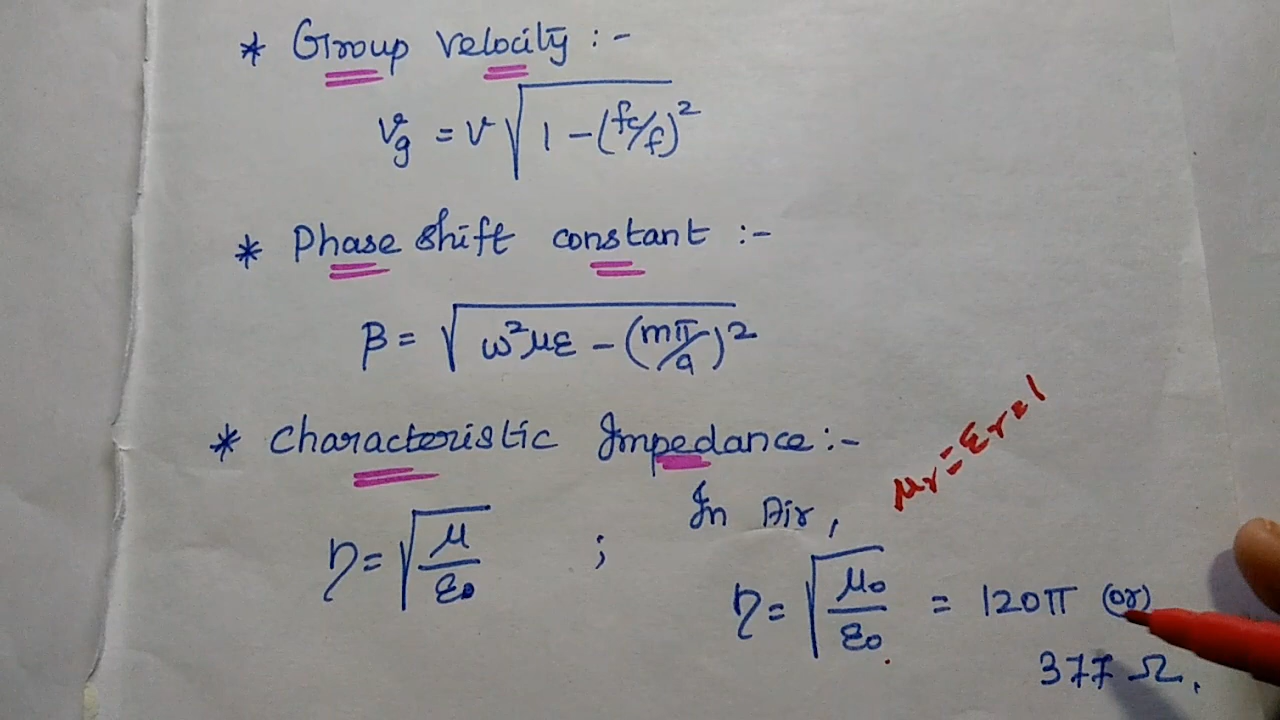 * Group velocity :-
vg = v √(1 - (fc/f)²)
* Phase shift constant :-
β = √(ω²με - (mπ/a)²)
* Characteristic Impedance :-
μr = εr = 1
In Air,
η = √(μ/ε0) ;
η = √(μ0/ε0) = 120π (or)
377 Ω.